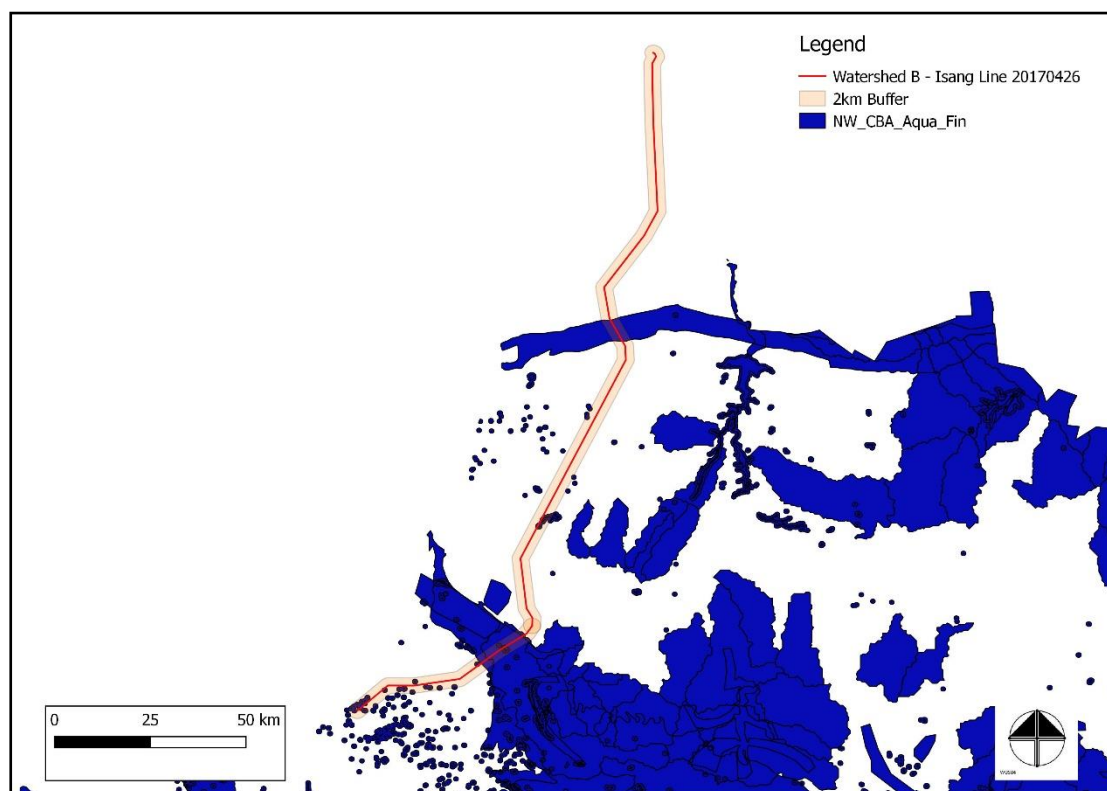 Legend
Watershed B - Isang Line 20170426
2km Buffer
NW_CBA_Aqua_Fin
0 25 50 km